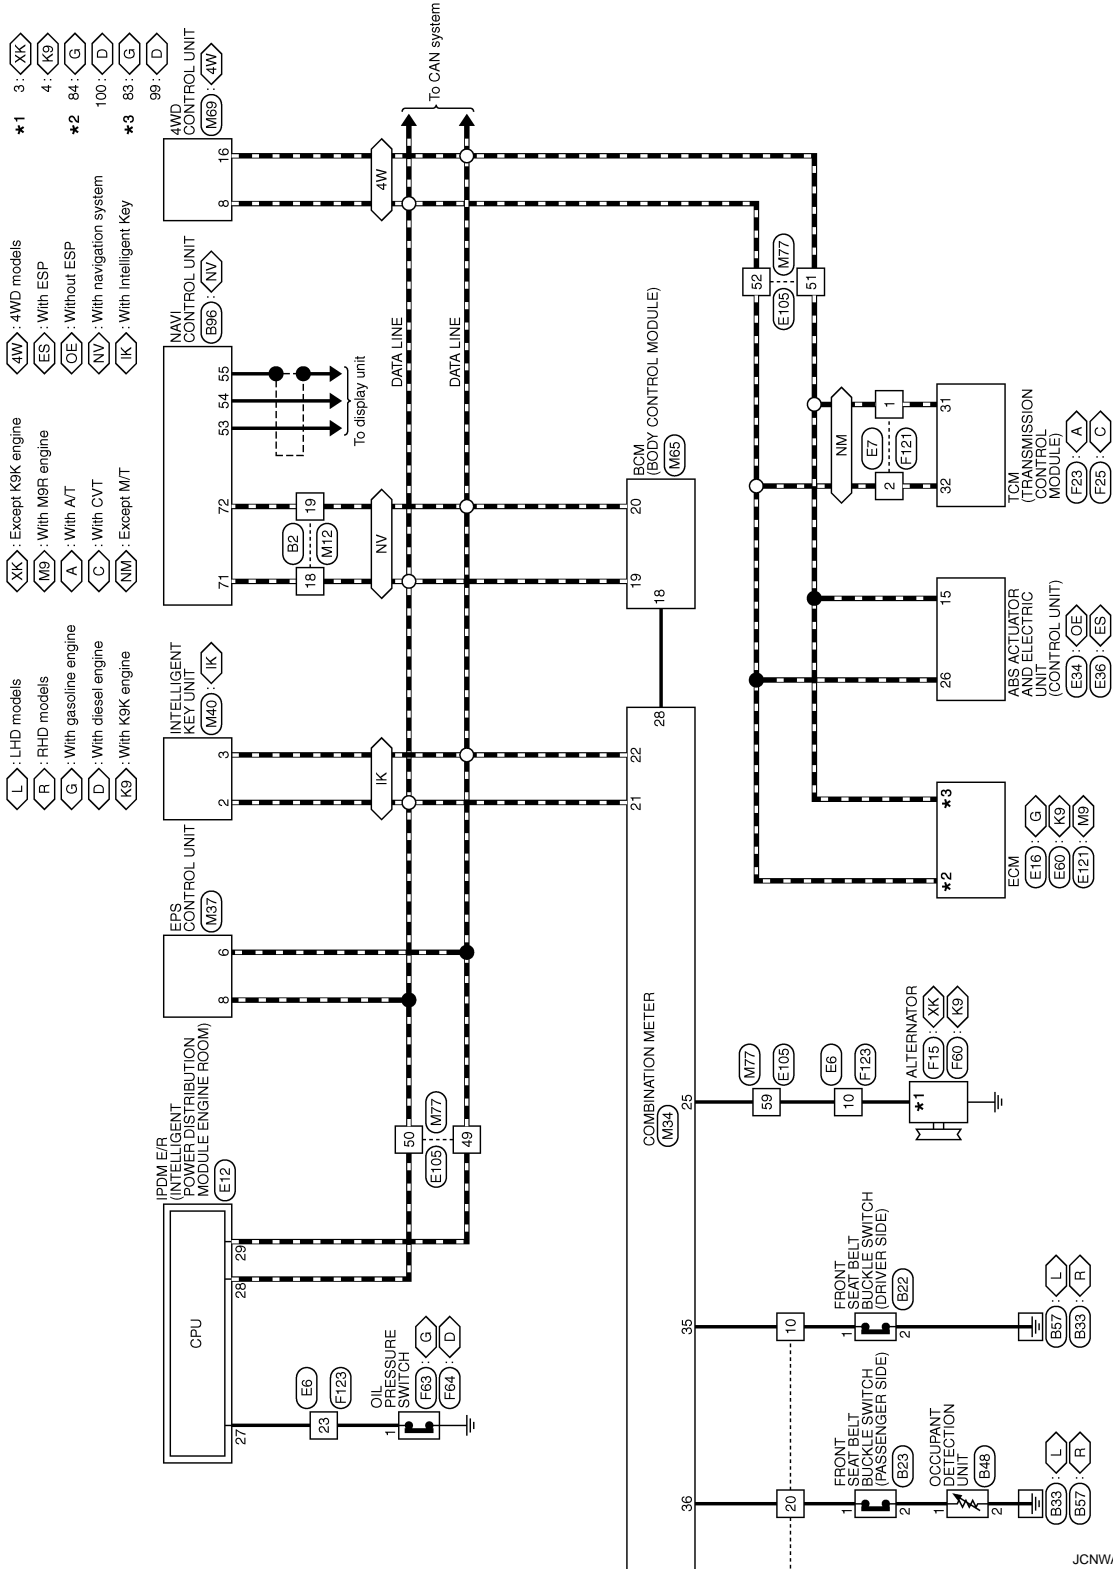 L : LHD models
R : RHD models
G : With gasoline engine
D : With diesel engine
K9 : With K9K engine
XK : Except K9K engine
M9 : With M9R engine
A : With A/T
C : With CVT
NM : Except M/T
4W : 4WD models
ES : With ESP
OE : Without ESP
NV : With navigation system
IK : With Intelligent Key
*1 3 : XK
4 : K9
*2 84 : G
100 : D
*3 83 : G
99 : D
IPDM E/R
(INTELLIGENT
POWER DISTRIBUTION
MODULE ENGINE ROOM)
E12
CPU
27
28
29
EPS
CONTROL UNIT
M37
8
6
INTELLIGENT
KEY UNIT
M40 : IK
2
3
NAVI
CONTROL UNIT
B96 : NV
71
72
53
54
55
4WD
CONTROL UNIT
M69 : 4W
8
16
E6
23
F123
1
OIL
PRESSURE
SWITCH
F63 : G
F64 : D
IK
18
B2
M12
19
NV
To display unit
4W
DATA LINE
DATA LINE
To CAN system
50
E105
M77
49
21
22
19
20
18
BCM
(BODY CONTROL MODULE)
M65
COMBINATION METER
M34
28
36
35
25
20
10
M77
59
E105
E6
10
F123
FRONT
SEAT BELT
BUCKLE SWITCH
(PASSENGER SIDE)
B23
1
2
OCCUPANT
DETECTION
UNIT
B48
1
2
B33 : L
B57 : R
FRONT
SEAT BELT
BUCKLE SWITCH
(DRIVER SIDE)
B22
1
2
B57 : L
B33 : R
ALTERNATOR
F15 : XK
F60 : K9
*1
*2
*3
ECM
E16 : G
E60 : K9
E121 : M9
26
15
ABS ACTUATOR
AND ELECTRIC
UNIT
(CONTROL UNIT)
E34 : OE
E36 : ES
NM
2
E7
F121
1
32
31
TCM
(TRANSMISSION
CONTROL
MODULE)
F23 : A
F25 : C
52
E105
M77
51